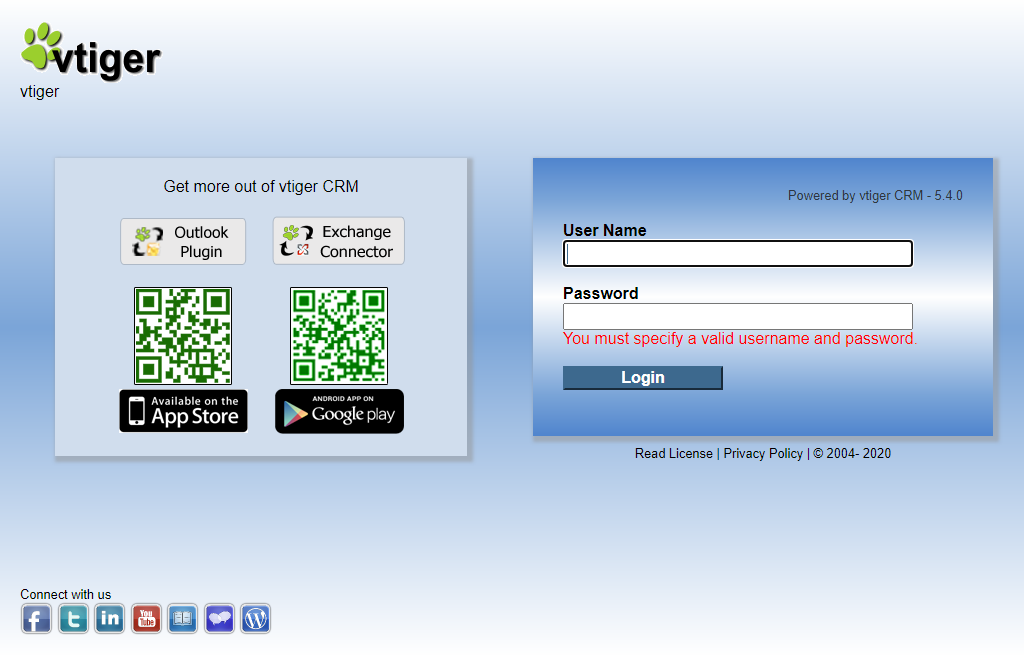 vtiger
vtiger
Get more out of vtiger CRM
Outlook
Plugin
Exchange
Connector
Available on the
App Store
ANDROID APP ON
Google play
Powered by vtiger CRM - 5.4.0
User Name
Password
You must specify a valid username and password.
Login
Read License | Privacy Policy | © 2004- 2020
Connect with us
f
t
in
You
Tube
W